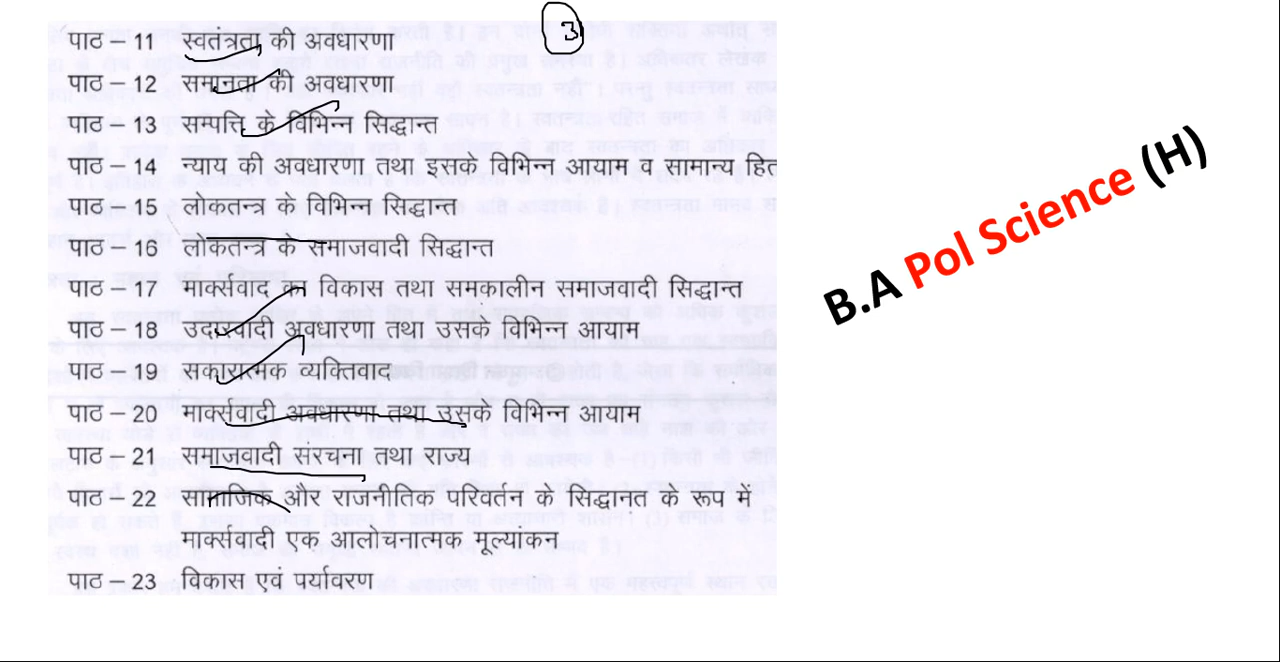 3
पाठ – 11 स्वतंत्रता की अवधारणा
पाठ – 12 समानता की अवधारणा
पाठ – 13 सम्पत्ति के विभिन्न सिद्धान्त
पाठ – 14 न्याय की अवधारणा तथा इसके विभिन्न आयाम व सामान्य हित
पाठ – 15 लोकतन्त्र के विभिन्न सिद्धान्त
पाठ – 16 लोकतन्त्र के समाजवादी सिद्धान्त
पाठ – 17 मार्क्सवाद का विकास तथा समकालीन समाजवादी सिद्धान्त
पाठ – 18 उदारवादी अवधारणा तथा उसके विभिन्न आयाम
पाठ – 19 सकारात्मक व्यक्तिवाद
पाठ – 20 मार्क्सवादी अवधारणा तथा उसके विभिन्न आयाम
पाठ – 21 समाजवादी संरचना तथा राज्य
पाठ – 22 सामाजिक और राजनीतिक परिवर्तन के सिद्धानत के रूप में
मार्क्सवादी एक आलोचनात्मक मूल्यांकन
पाठ – 23 विकास एवं पर्यावरण
B.A Pol Science (H)